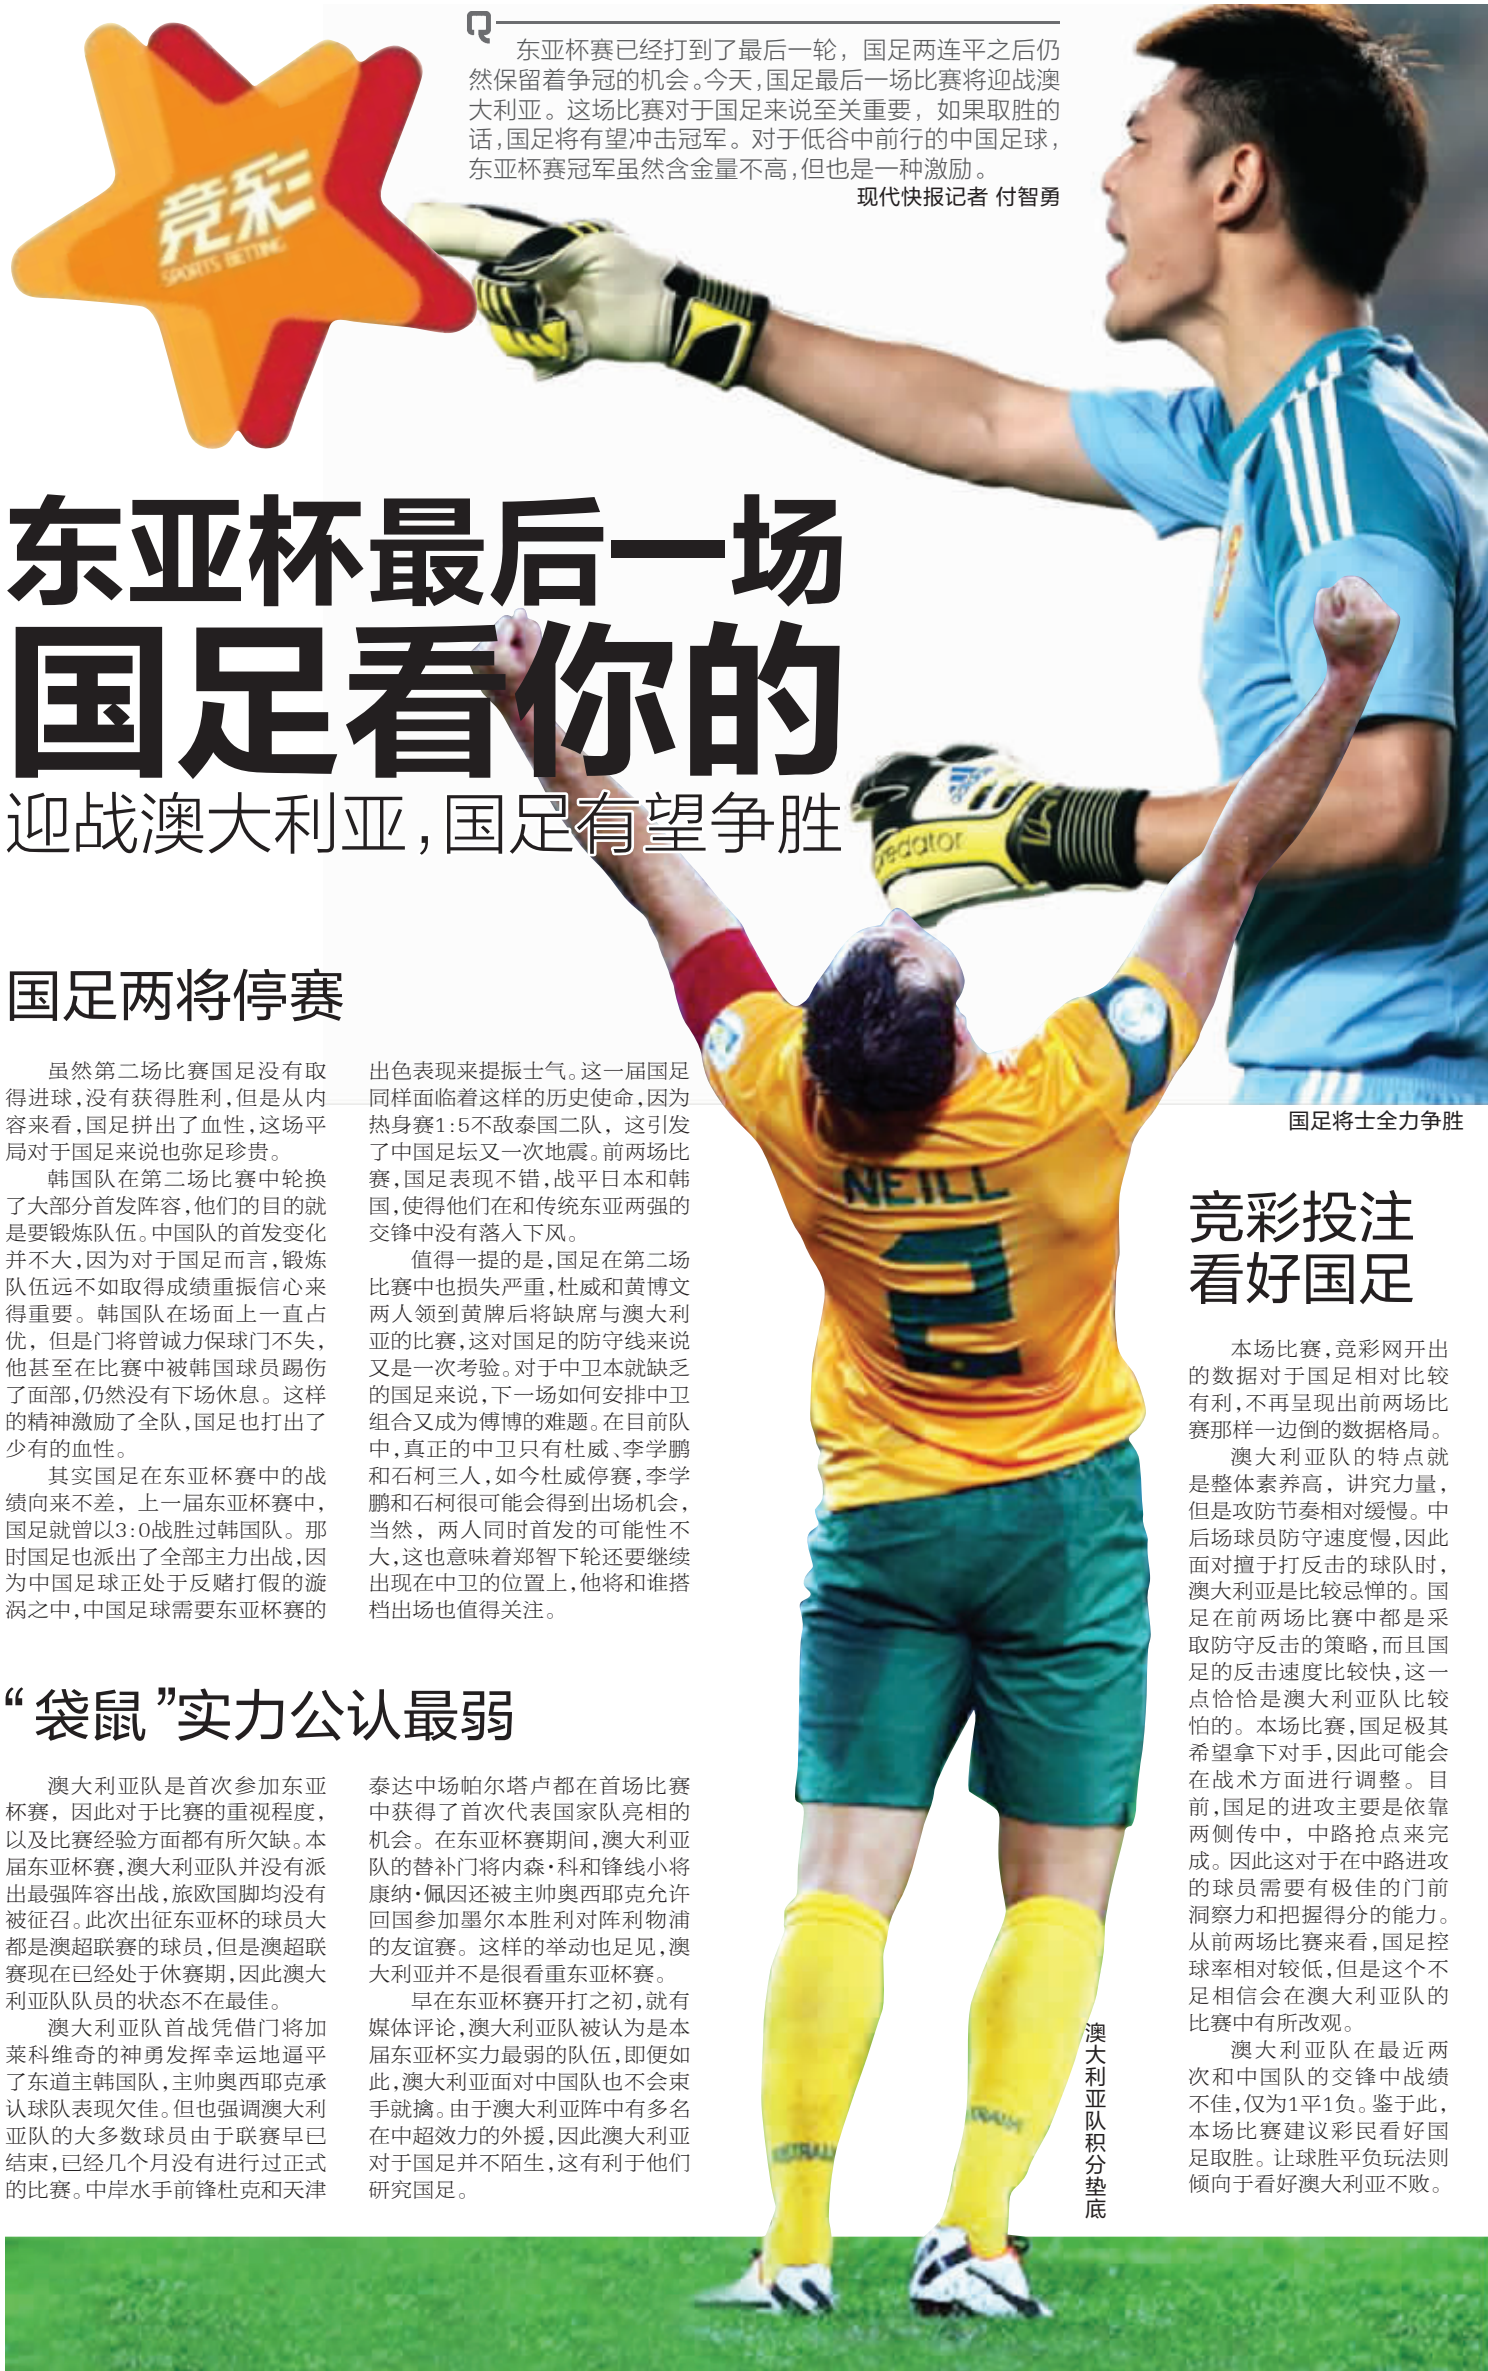 竞彩
SPORTS BETTING
东亚杯赛已经打到了最后一轮，国足两连平之后仍
然保留着争冠的机会。今天，国足最后一场比赛将迎战澳
大利亚。这场比赛对于国足来说至关重要，如果取胜的
话，国足将有望冲击冠军。对于低谷中前行的中国足球，
东亚杯赛冠军虽然含金量不高，但也是一种激励。
现代快报记者 付智勇
东亚杯最后一场
国足看你的
迎战澳大利亚，国足有望争胜
predator
国足将士全力争胜
国足两将停赛
虽然第二场比赛国足没有取
得进球，没有获得胜利，但是从内
容来看，国足拼出了血性，这场平
局对于国足来说也弥足珍贵。
韩国队在第二场比赛中轮换
了大部分首发阵容，他们的目的就
是要锻炼队伍。中国队的首发变化
并不大，因为对于国足而言，锻炼
队伍远不如取得成绩重振信心来
得重要。韩国队在场面上一直占
优，但是门将曾诚力保球门不失，
他甚至在比赛中被韩国球员踢伤
了面部，仍然没有下场休息。这样
的精神激励了全队，国足也打出了
少有的血性。
其实国足在东亚杯赛中的战
绩向来不差，上一届东亚杯赛中，
国足就曾以3:0战胜过韩国队。那
时国足也派出了全部主力出战，因
为中国足球正处于反赌打假的漩
涡之中，中国足球需要东亚杯赛的
出色表现来提振士气。这一届国足
同样面临着这样的历史使命，因为
热身赛1:5不敌泰国二队，这引发
了中国足坛又一次地震。前两场比
赛，国足表现不错，战平日本和韩
国，使得他们在和传统东亚两强的
交锋中没有落入下风。
值得一提的是，国足在第二场
比赛中也损失严重，杜威和黄博文
两人领到黄牌后将缺席与澳大利
亚的比赛，这对国足的防守线来说
又是一次考验。对于中卫本就缺乏
的国足来说，下一场如何安排中卫
组合又成为傅博的难题。在目前队
中，真正的中卫只有杜威、李学鹏
和石柯三人，如今杜威停赛，李学
鹏和石柯很可能会得到出场机会，
当然，两人同时首发的可能性不
大，这也意味着郑智下轮还要继续
出现在中卫的位置上，他将和谁搭
档出场也值得关注。
NEILL
2
“袋鼠”实力公认最弱
澳大利亚队是首次参加东亚
杯赛，因此对于比赛的重视程度，
以及比赛经验方面都有所欠缺。本
届东亚杯赛，澳大利亚队并没有派
出最强阵容出战，旅欧国脚均没有
被征召。此次出征东亚杯的球员大
都是澳超联赛的球员，但是澳超联
赛现在已经处于休赛期，因此澳大
利亚队队员的状态不在最佳。
澳大利亚队首战凭借门将加
莱科维奇的神勇发挥幸运地逼平
了东道主韩国队，主帅奥西耶克承
认球队表现欠佳。但也强调澳大利
亚队的大多数球员由于联赛早已
结束，已经几个月没有进行过正式
的比赛。中岸水手前锋杜克和天津
泰达中场帕尔塔卢都在首场比赛
中获得了首次代表国家队亮相的
机会。在东亚杯赛期间，澳大利亚
队的替补门将内森·科和锋线小将
康纳·佩因还被主帅奥西耶克允许
回国参加墨尔本胜利对阵利物浦
的友谊赛。这样的举动也足见，澳
大利亚并不是很看重东亚杯赛。
早在东亚杯赛开打之初，就有
媒体评论，澳大利亚队被认为是本
届东亚杯实力最弱的队伍，即便如
此，澳大利亚面对中国队也不会束
手就擒。由于澳大利亚阵中有多名
在中超效力的外援，因此澳大利亚
对于国足并不陌生，这有利于他们
研究国足。
澳大利亚队积分垫底
竞彩投注
看好国足
本场比赛，竞彩网开出
的数据对于国足相对比较
有利，不再呈现出前两场比
赛那样一边倒的数据格局。
澳大利亚队的特点就
是整体素养高，讲究力量，
但是攻防节奏相对缓慢。中
后场球员防守速度慢，因此
面对擅于打反击的球队时，
澳大利亚是比较忌惮的。国
足在前两场比赛中都是采
取防守反击的策略，而且国
足的反击速度比较快，这一
点恰恰是澳大利亚队比较
怕的。本场比赛，国足极其
希望拿下对手，因此可能会
在战术方面进行调整。目
前，国足的进攻主要是依靠
两侧传中，中路抢点来完
成。因此这对于在中路进攻
的球员需要有极佳的门前
洞察力和把握得分的能力。
从前两场比赛来看，国足控
球率相对较低，但是这个不
足相信会在澳大利亚队的
比赛中有所改观。
澳大利亚队在最近两
次和中国队的交锋中战绩
不佳，仅为1平1负。鉴于此，
本场比赛建议彩民看好国
足取胜。让球胜平负玩法则
倾向于看好澳大利亚不败。